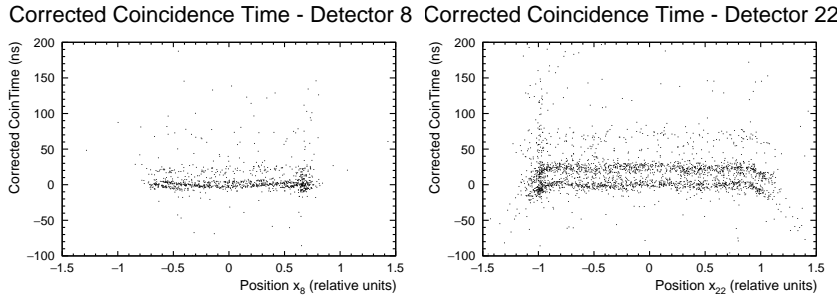 Corrected Coincidence Time - Detector 8
Corrected CoinTime (ns)
200
150
100
50
0
−50
−100
−1.5 −1 −0.5 0 0.5 1 1.5
Position x8 (relative units)
Corrected Coincidence Time - Detector 22
Corrected CoinTime (ns)
200
150
100
50
0
−50
−100
−1.5 −1 −0.5 0 0.5 1 1.5
Position x22 (relative units)